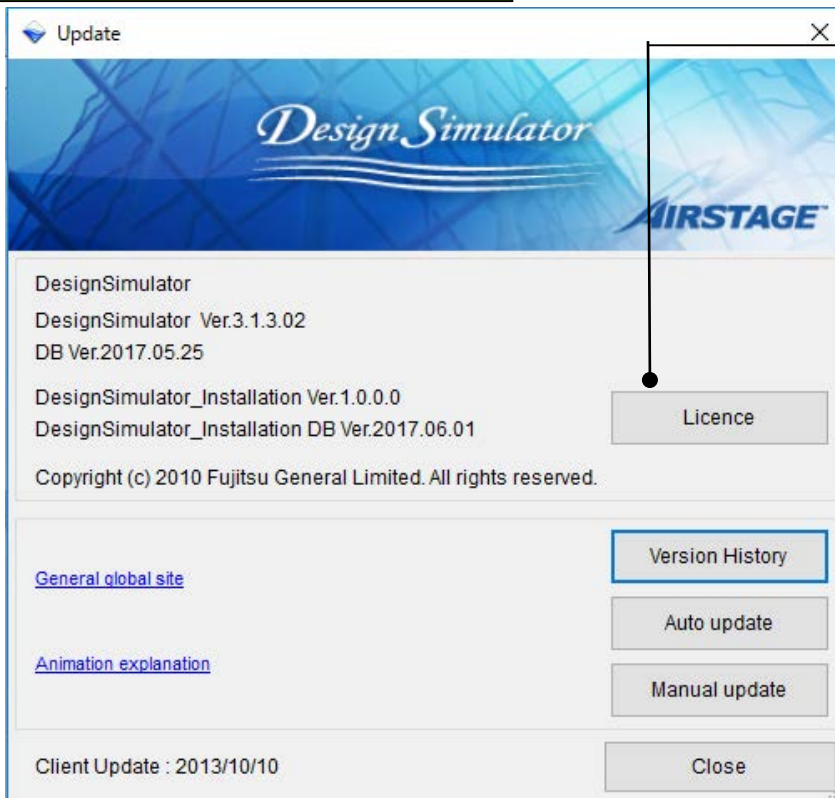 Update
Design Simulator
AIRSTAGE™
DesignSimulator
DesignSimulator Ver.3.1.3.02
DB Ver.2017.05.25
DesignSimulator_Installation Ver.1.0.0.0
DesignSimulator_Installation DB Ver.2017.06.01
Licence
Copyright (c) 2010 Fujitsu General Limited. All rights reserved.
Version History
General global site
Auto update
Animation explanation
Manual update
Client Update : 2013/10/10
Close